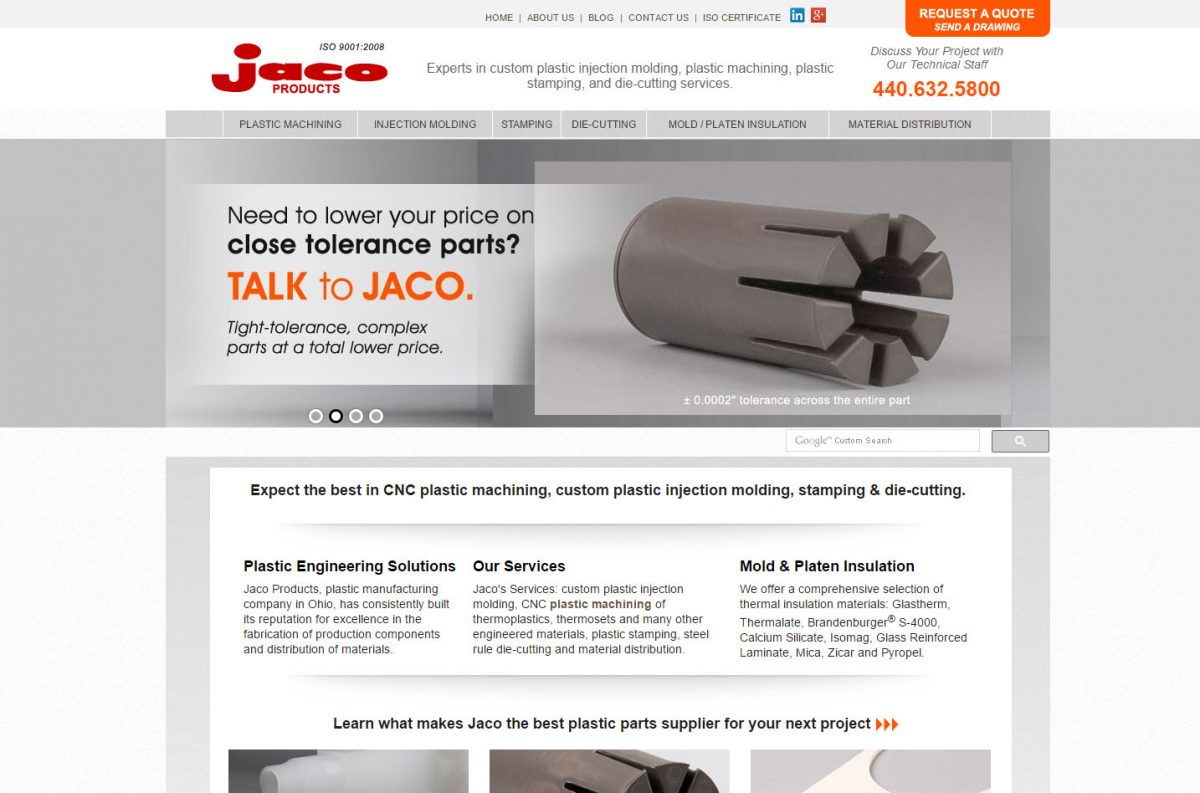 HOME | ABOUT US | BLOG | CONTACT US | ISO CERTIFICATE
in
g+
REQUEST A QUOTE
SEND A DRAWING
ISO 9001:2008
jaco
PRODUCTS
Experts in custom plastic injection molding, plastic machining, plastic
stamping, and die-cutting services.
Discuss Your Project with
Our Technical Staff
440.632.5800
PLASTIC MACHINING INJECTION MOLDING STAMPING DIE-CUTTING MOLD / PLATEN INSULATION MATERIAL DISTRIBUTION
Need to lower your price on
close tolerance parts?
TALK to JACO.
Tight-tolerance, complex
parts at a total lower price.
± 0.0002" tolerance across the entire part
Google™ Custom Search
Expect the best in CNC plastic machining, custom plastic injection molding, stamping & die-cutting.
Plastic Engineering Solutions
Jaco Products, plastic manufacturing
company in Ohio, has consistently built
its reputation for excellence in the
fabrication of production components
and distribution of materials.
Our Services
Jaco's Services: custom plastic injection
molding, CNC plastic machining of
thermoplastics, thermosets and many other
engineered materials, plastic stamping, steel
rule die-cutting and material distribution.
Mold & Platen Insulation
We offer a comprehensive selection of
thermal insulation materials: Glastherm,
Thermalate, Brandenburger® S-4000,
Calcium Silicate, Isomag, Glass Reinforced
Laminate, Mica, Zicar and Pyropel.
Learn what makes Jaco the best plastic parts supplier for your next project